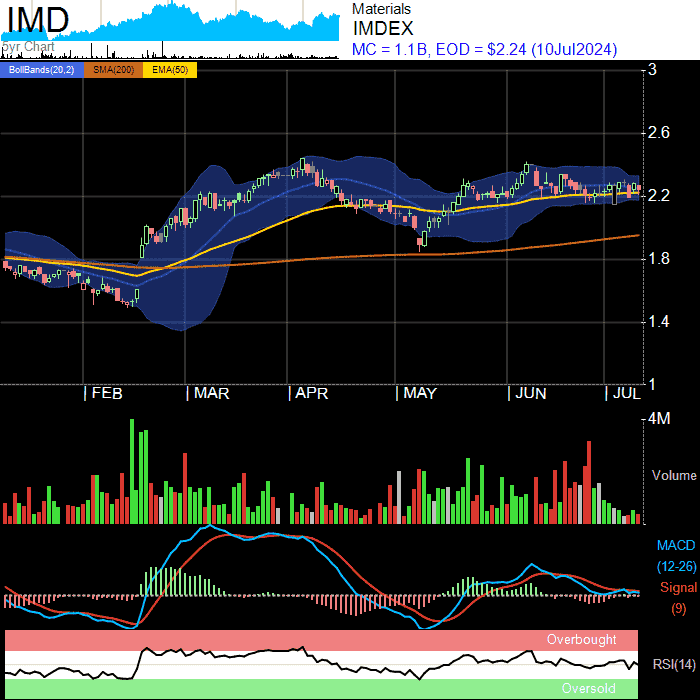 IMD
5yr Chart
Materials
IMDEX
MC = 1.1B, EOD = $2.24 (10Jul2024)
BollBands(20,2) SMA(200) EMA(50)
3
2.6
2.2
1.8
1.4
1
FEB MAR APR MAY JUN JUL
4M
Volume
MACD
(12-26)
Signal
(9)
Overbought
RSI(14)
Oversold